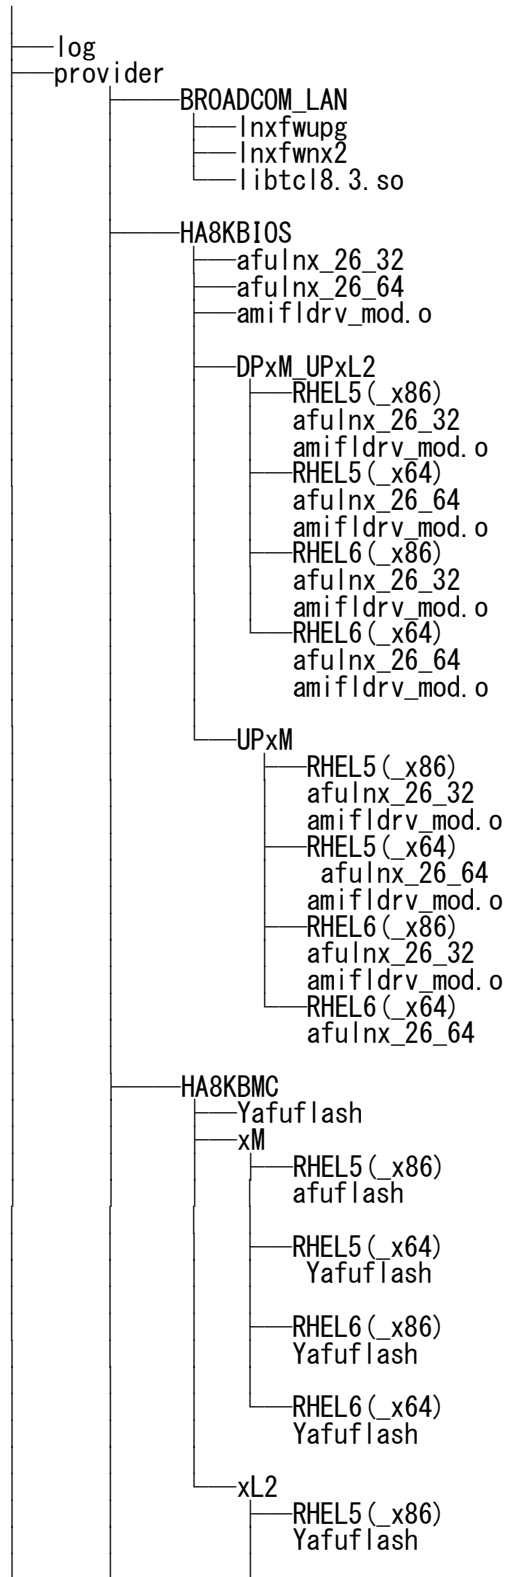 log
provider
BROADCOM_LAN
lnxfwupg
lnxfwnx2
libtcl8.3.so
HA8KBIOS
afulnx_26_32
afulnx_26_64
amifldrv_mod.o
DPxM_UPxL2
RHEL5(_x86)
afulnx_26_32
amifldrv_mod.o
RHEL5(_x64)
afulnx_26_64
amifldrv_mod.o
RHEL6(_x86)
afulnx_26_32
amifldrv_mod.o
RHEL6(_x64)
afulnx_26_64
amifldrv_mod.o
UPxM
RHEL5(_x86)
afulnx_26_32
amifldrv_mod.o
RHEL5(_x64)
afulnx_26_64
amifldrv_mod.o
RHEL6(_x86)
afulnx_26_32
amifldrv_mod.o
RHEL6(_x64)
afulnx_26_64
HA8KBMC
Yafuflash
xM
RHEL5(_x86)
afuflash
RHEL5(_x64)
Yafuflash
RHEL6(_x86)
Yafuflash
RHEL6(_x64)
Yafuflash
xL2
RHEL5(_x86)
Yafuflash